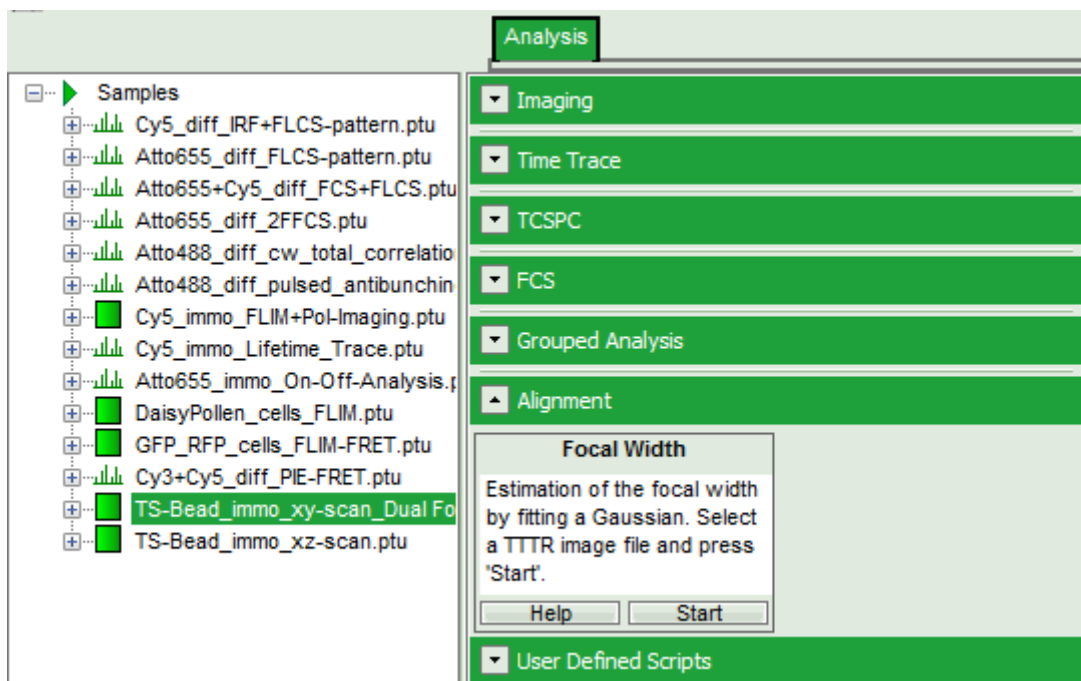 Analysis
Samples
Cy5_diff_IRF+FLCS-pattern.ptu
Atto655_diff_FLCS-pattern.ptu
Atto655+Cy5_diff_FCS+FLCS.ptu
Atto655_diff_2FFCS.ptu
Atto488_diff_cw_total_correlatio
Atto488_diff_pulsed_antibunchin
Cy5_immo_FLIM+Pol-Imaging.ptu
Cy5_immo_Lifetime_Trace.ptu
Atto655_immo_On-Off-Analysis.p
DaisyPollen_cells_FLIM.ptu
GFP_RFP_cells_FLIM-FRET.ptu
Cy3+Cy5_diff_PIE-FRET.ptu
TS-Bead_immo_xy-scan_Dual Fo
TS-Bead_immo_xz-scan.ptu
Imaging
Time Trace
TCSPC
FCS
Grouped Analysis
Alignment
Focal Width
Estimation of the focal width
by fitting a Gaussian. Select
a TTTR image file and press
'Start'.
Help Start
User Defined Scripts